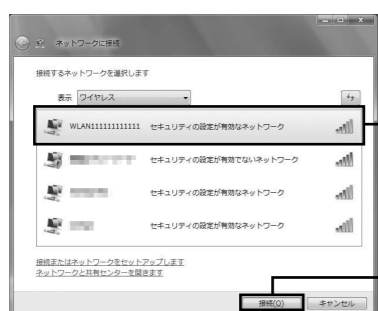 ネットワークに接続
接続するネットワークを選択します
表示 ワイヤレス
WLAN111111111111 セキュリティの設定が有効なネットワーク
セキュリティの設定が有効でないネットワーク
セキュリティの設定が有効なネットワーク
セキュリティの設定が有効なネットワーク
接続またはネットワークをセットアップします
ネットワークと共有センターを開きます
接続(O) キャンセル